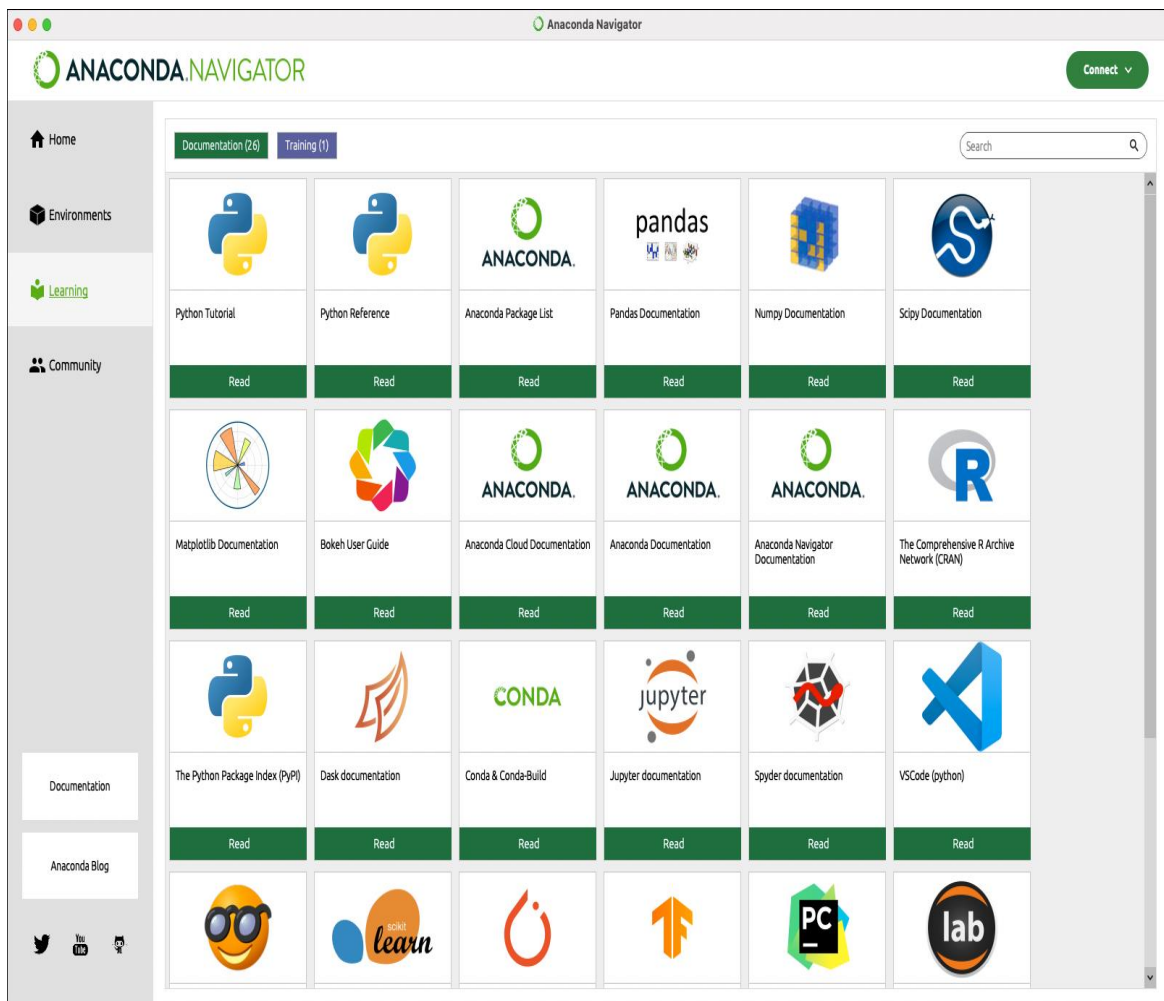 Anaconda Navigator
ANACONDA.NAVIGATOR
Connect
Home
Environments
Learning
Community
Documentation
Anaconda Blog
You
Tube
Documentation (26)
Training (1)
Search
ANACONDA.
pandas
Python Tutorial
Python Reference
Anaconda Package List
Pandas Documentation
Numpy Documentation
Scipy Documentation
Read
Read
Read
Read
Read
Read
ANACONDA.
ANACONDA.
ANACONDA.
R
Matplotlib Documentation
Bokeh User Guide
Anaconda Cloud Documentation
Anaconda Documentation
Anaconda Navigator
Documentation
The Comprehensive R Archive
Network (CRAN)
Read
Read
Read
Read
Read
Read
CONDA
jupyter
The Python Package Index (PyPI)
Dask documentation
Conda & Conda-Build
Jupyter documentation
Spyder documentation
VSCode (python)
Read
Read
Read
Read
Read
Read
scikit
learn
PC
lab